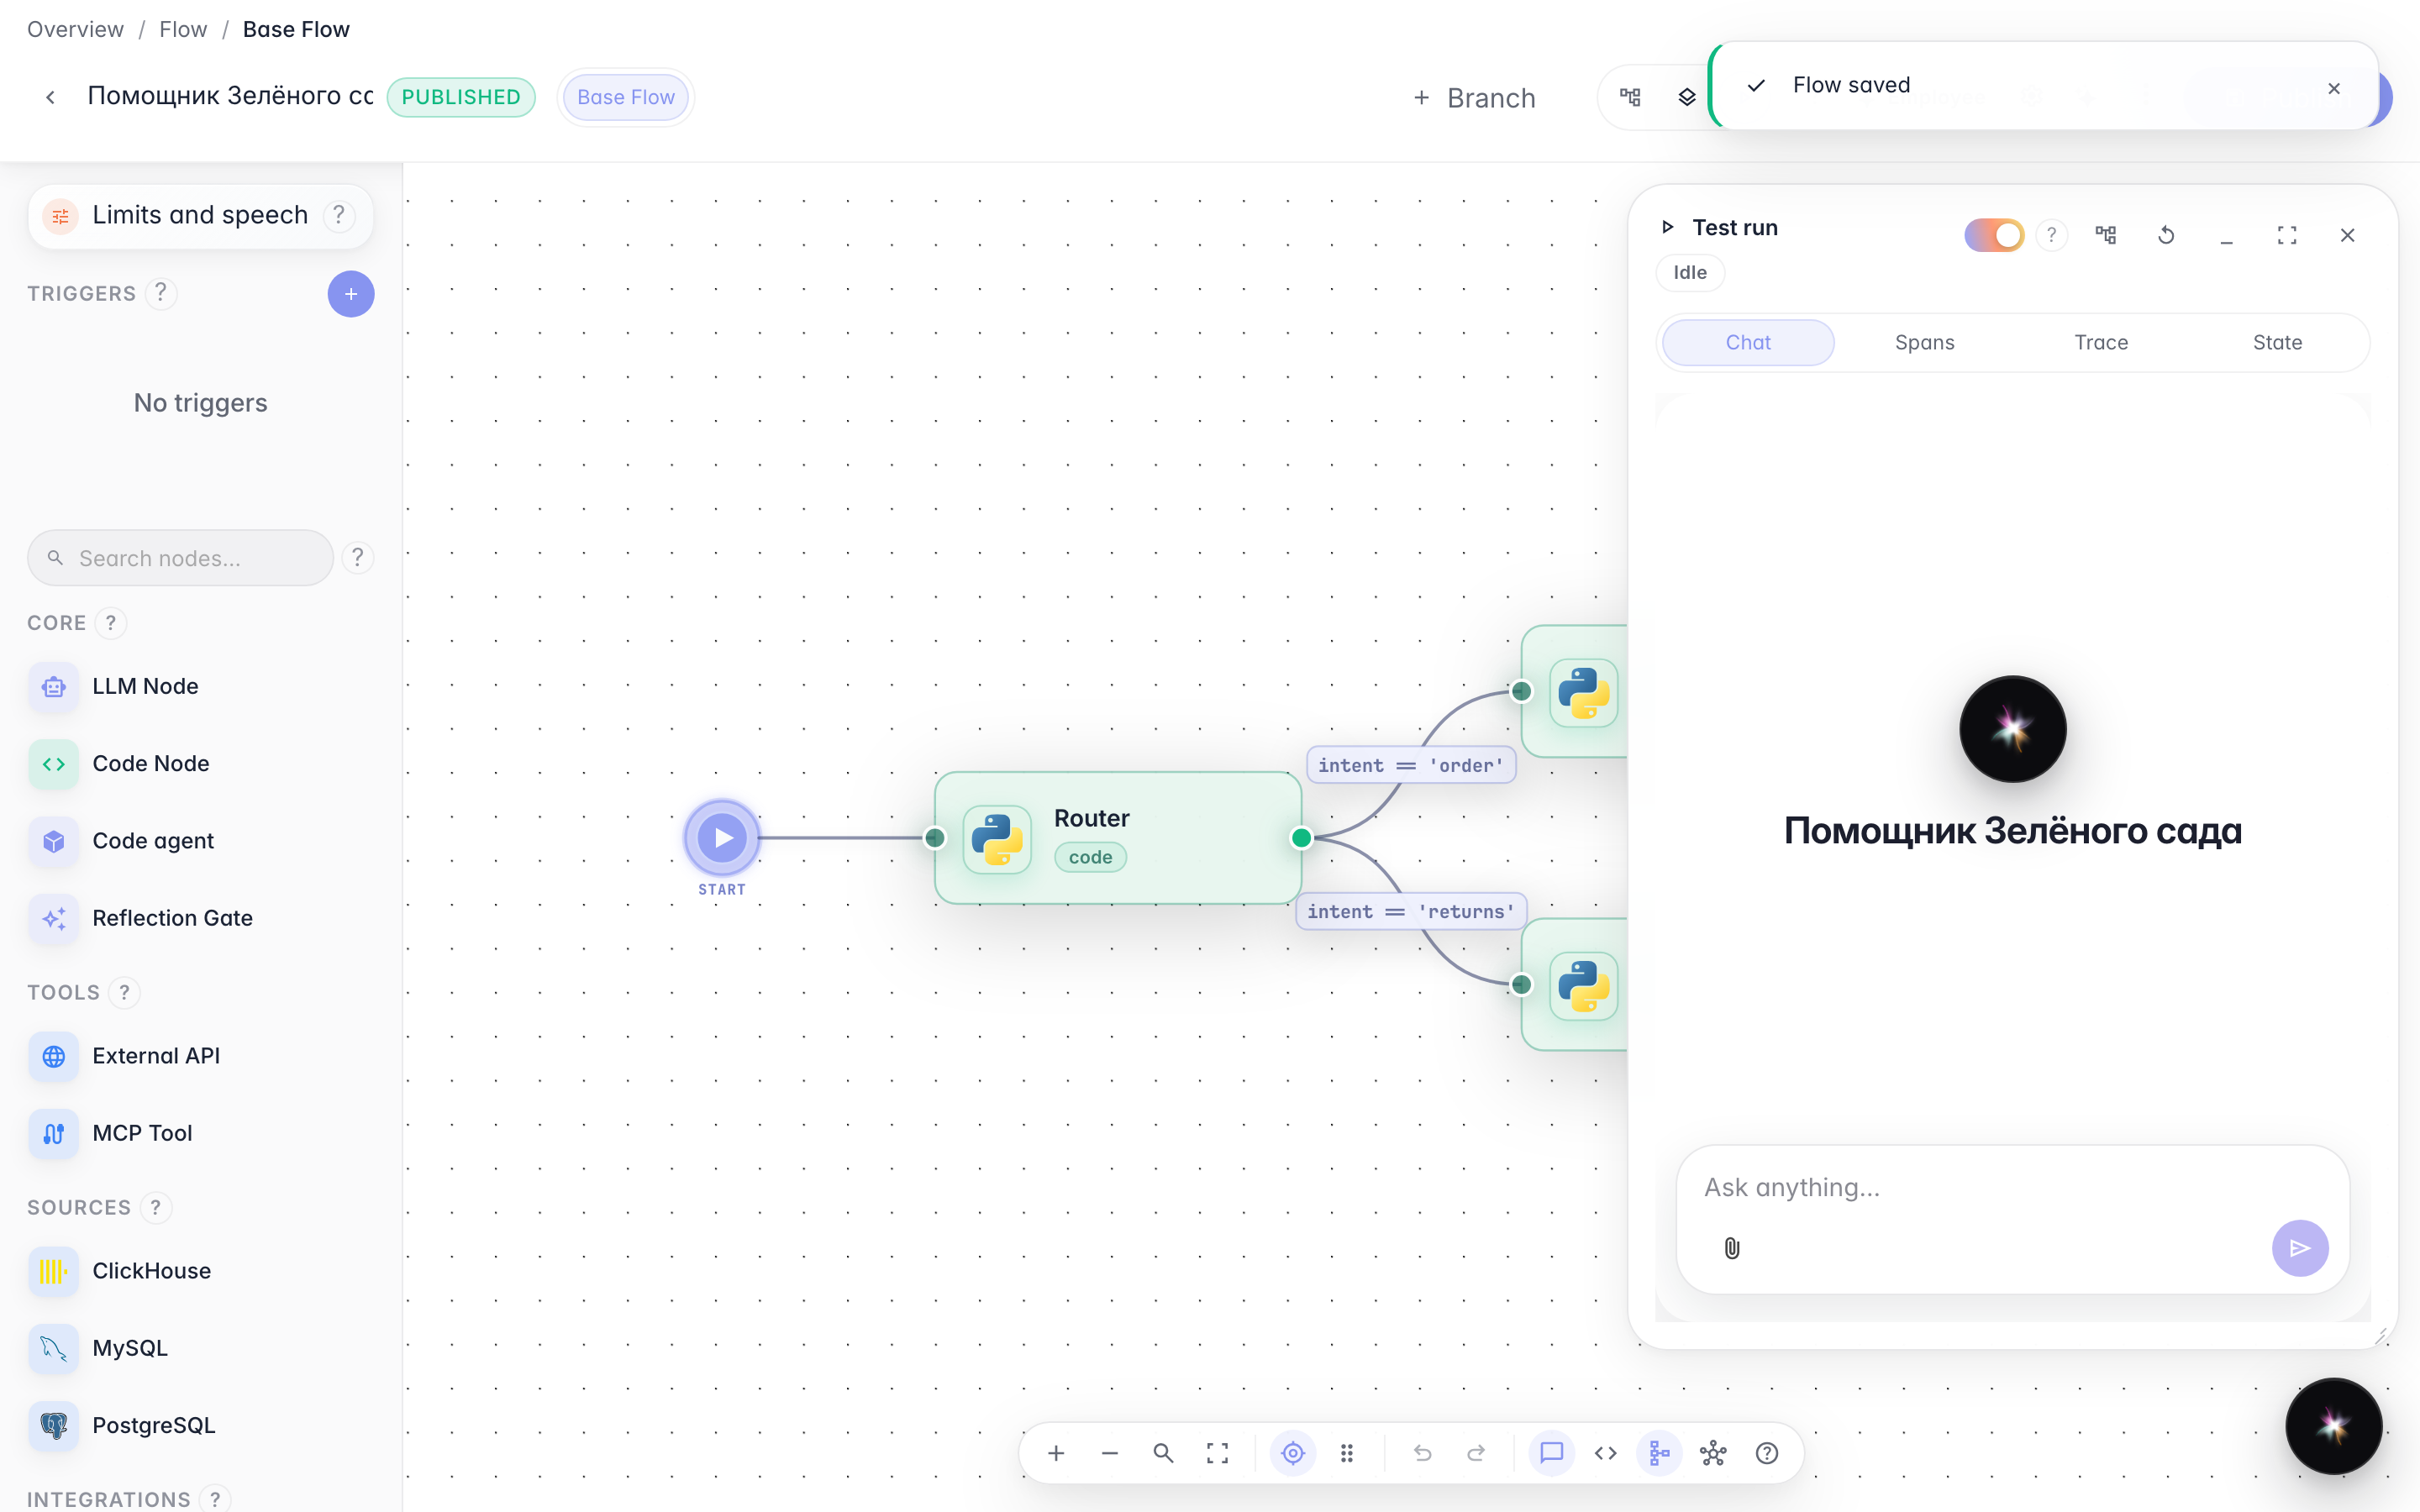 Overview / Flow / Base Flow
Помощник Зелёного са
PUBLISHED
Base Flow
+ Branch
Flow saved
Limits and speech ?
TRIGGERS ?
No triggers
Search nodes... ?
CORE ?
LLM Node
Code Node
Code agent
Reflection Gate
TOOLS ?
External API
MCP Tool
SOURCES ?
ClickHouse
MySQL
PostgreSQL
INTEGRATIONS ?
START
Router
code
intent == 'order'
intent == 'returns'
Test run
?
Idle
Chat
Spans
Trace
State
Помощник Зелёного сада
Ask anything...